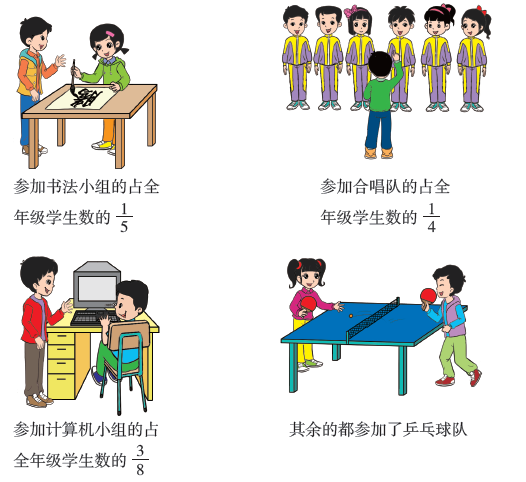 参加书法小组的占全
年级学生数的 1/5
参加合唱队的占全
年级学生数的 1/4
参加计算机小组的占
全年级学生数的 3/8
其余的都参加了乒乓球队